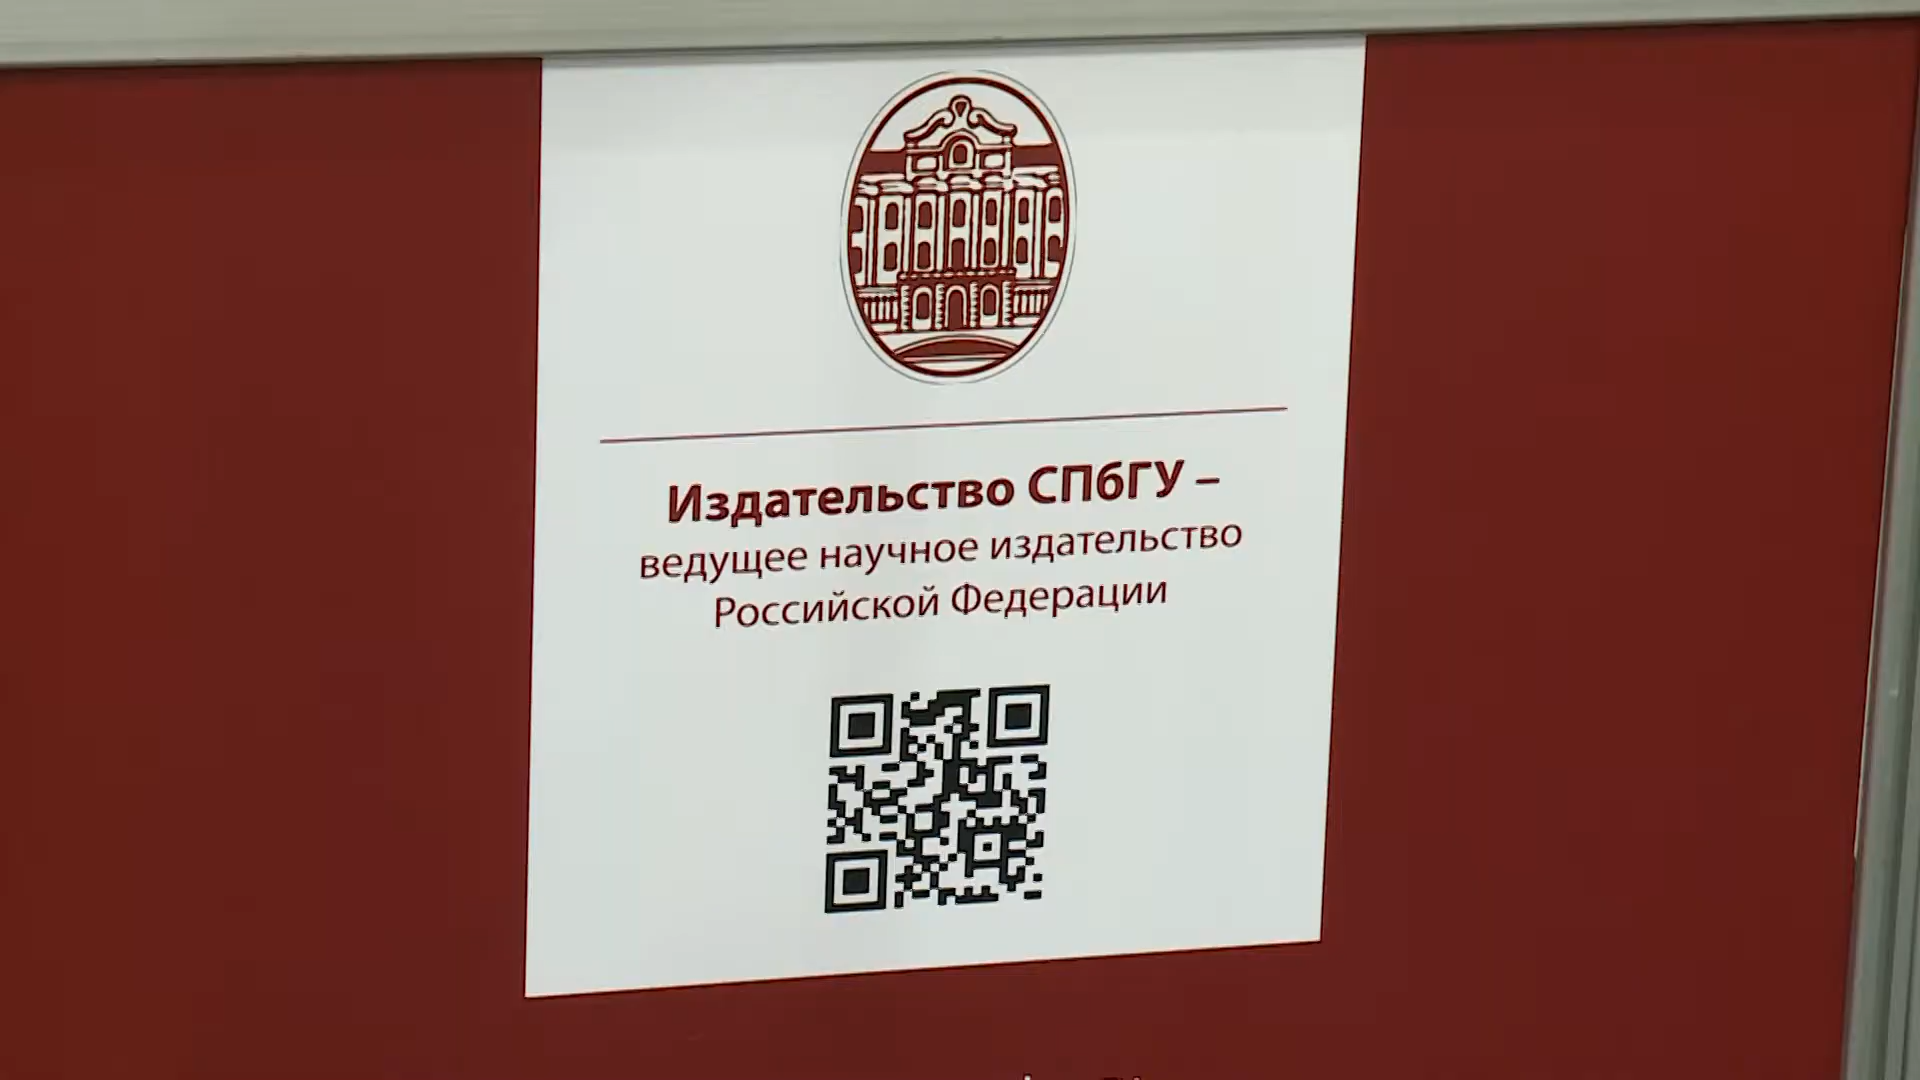 Издательство СПбГУ –
ведущее научное издательство
Российской Федерации